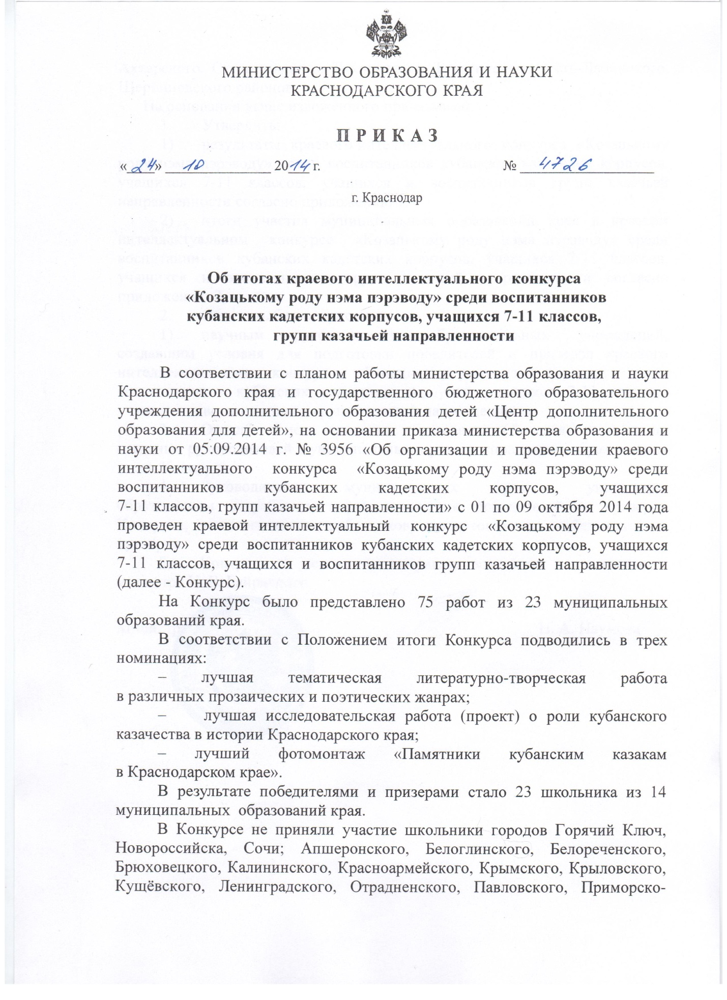 МИНИСТЕРСТВО ОБРАЗОВАНИЯ И НАУКИ
КРАСНОДАРСКОГО КРАЯ
ПРИКАЗ
«24» 10 2014 г. № 4726
г. Краснодар
Об итогах краевого интеллектуального конкурса
«Козацькому роду нэма пэрэводу» среди воспитанников
кубанских кадетских корпусов, учащихся 7-11 классов,
групп казачьей направленности
В соответствии с планом работы министерства образования и науки
Краснодарского края и государственного бюджетного образовательного
учреждения дополнительного образования детей «Центр дополнительного
образования для детей», на основании приказа министерства образования и
науки от 05.09.2014 г. № 3956 «Об организации и проведении краевого
интеллектуального конкурса «Козацькому роду нэма пэрэводу» среди
воспитанников кубанских кадетских корпусов, учащихся
7-11 классов, групп казачьей направленности» с 01 по 09 октября 2014 года
проведен краевой интеллектуальный конкурс «Козацькому роду нэма
пэрэводу» среди воспитанников кубанских кадетских корпусов, учащихся
7-11 классов, учащихся и воспитанников групп казачьей направленности
(далее - Конкурс).
На Конкурс было представлено 75 работ из 23 муниципальных
образований края.
В соответствии с Положением итоги Конкурса подводились в трех
номинациях:
– лучшая тематическая литературно-творческая работа
в различных прозаических и поэтических жанрах;
– лучшая исследовательская работа (проект) о роли кубанского
казачества в истории Краснодарского края;
– лучший фотомонтаж «Памятники кубанским казакам
в Краснодарском крае».
В результате победителями и призерами стало 23 школьника из 14
муниципальных образований края.
В Конкурсе не приняли участие школьники городов Горячий Ключ,
Новороссийска, Сочи; Апшеронского, Белоглинского, Белореченского,
Брюховецкого, Калининского, Красноармейского, Крымского, Крыловского,
Кущёвского, Ленинградского, Отрадненского, Павловского, Приморско-